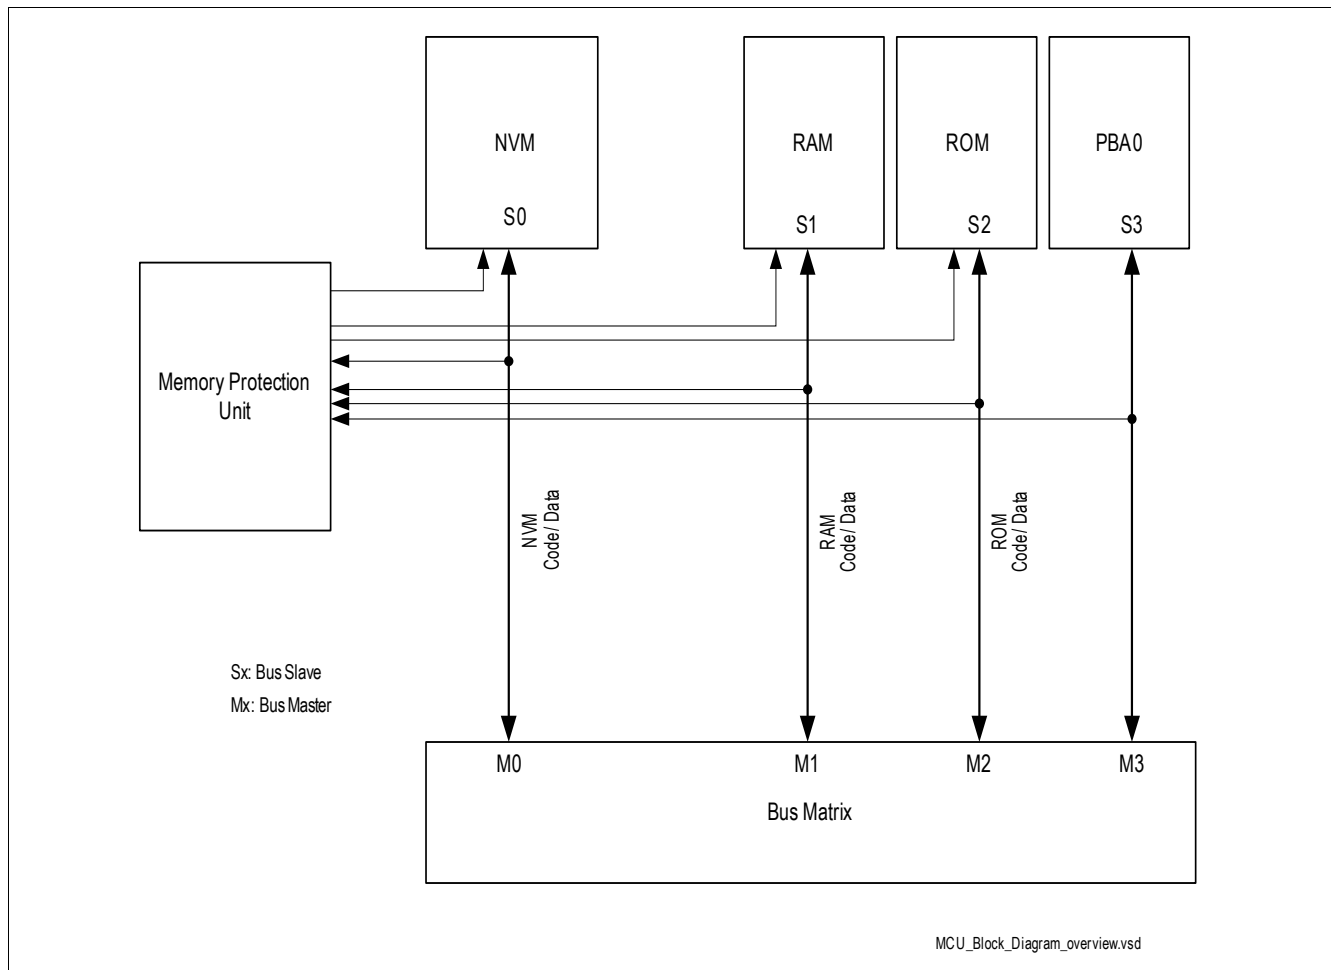 NVM
RAM
ROM
PBA0
S0
S1
S2
S3
Memory Protection
Unit
NVM
Code/ Data
RAM
Code/ Data
ROM
Code/ Data
Sx: Bus Slave
Mx: Bus Master
M0
M1
M2
M3
Bus Matrix
MCU_Block_Diagram_overview.vsd